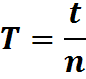 T = t/n